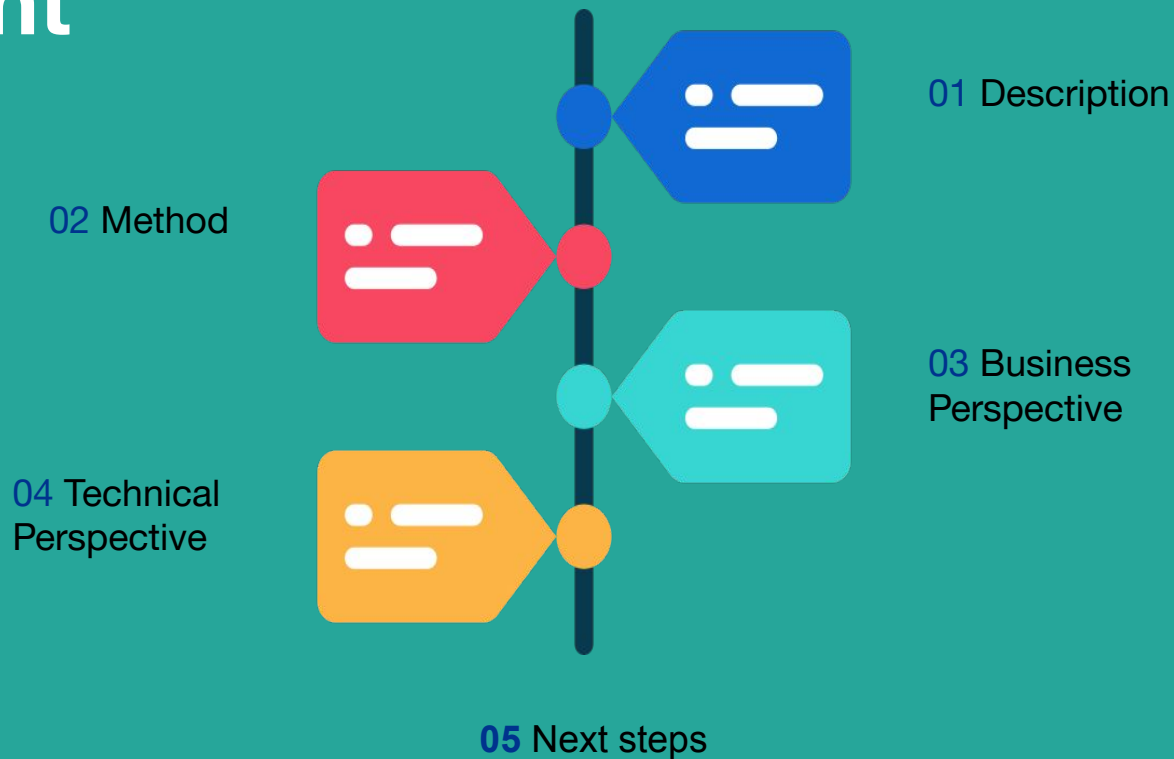 01 Description
02 Method
03 Business
Perspective
04 Technical
Perspective
05 Next steps